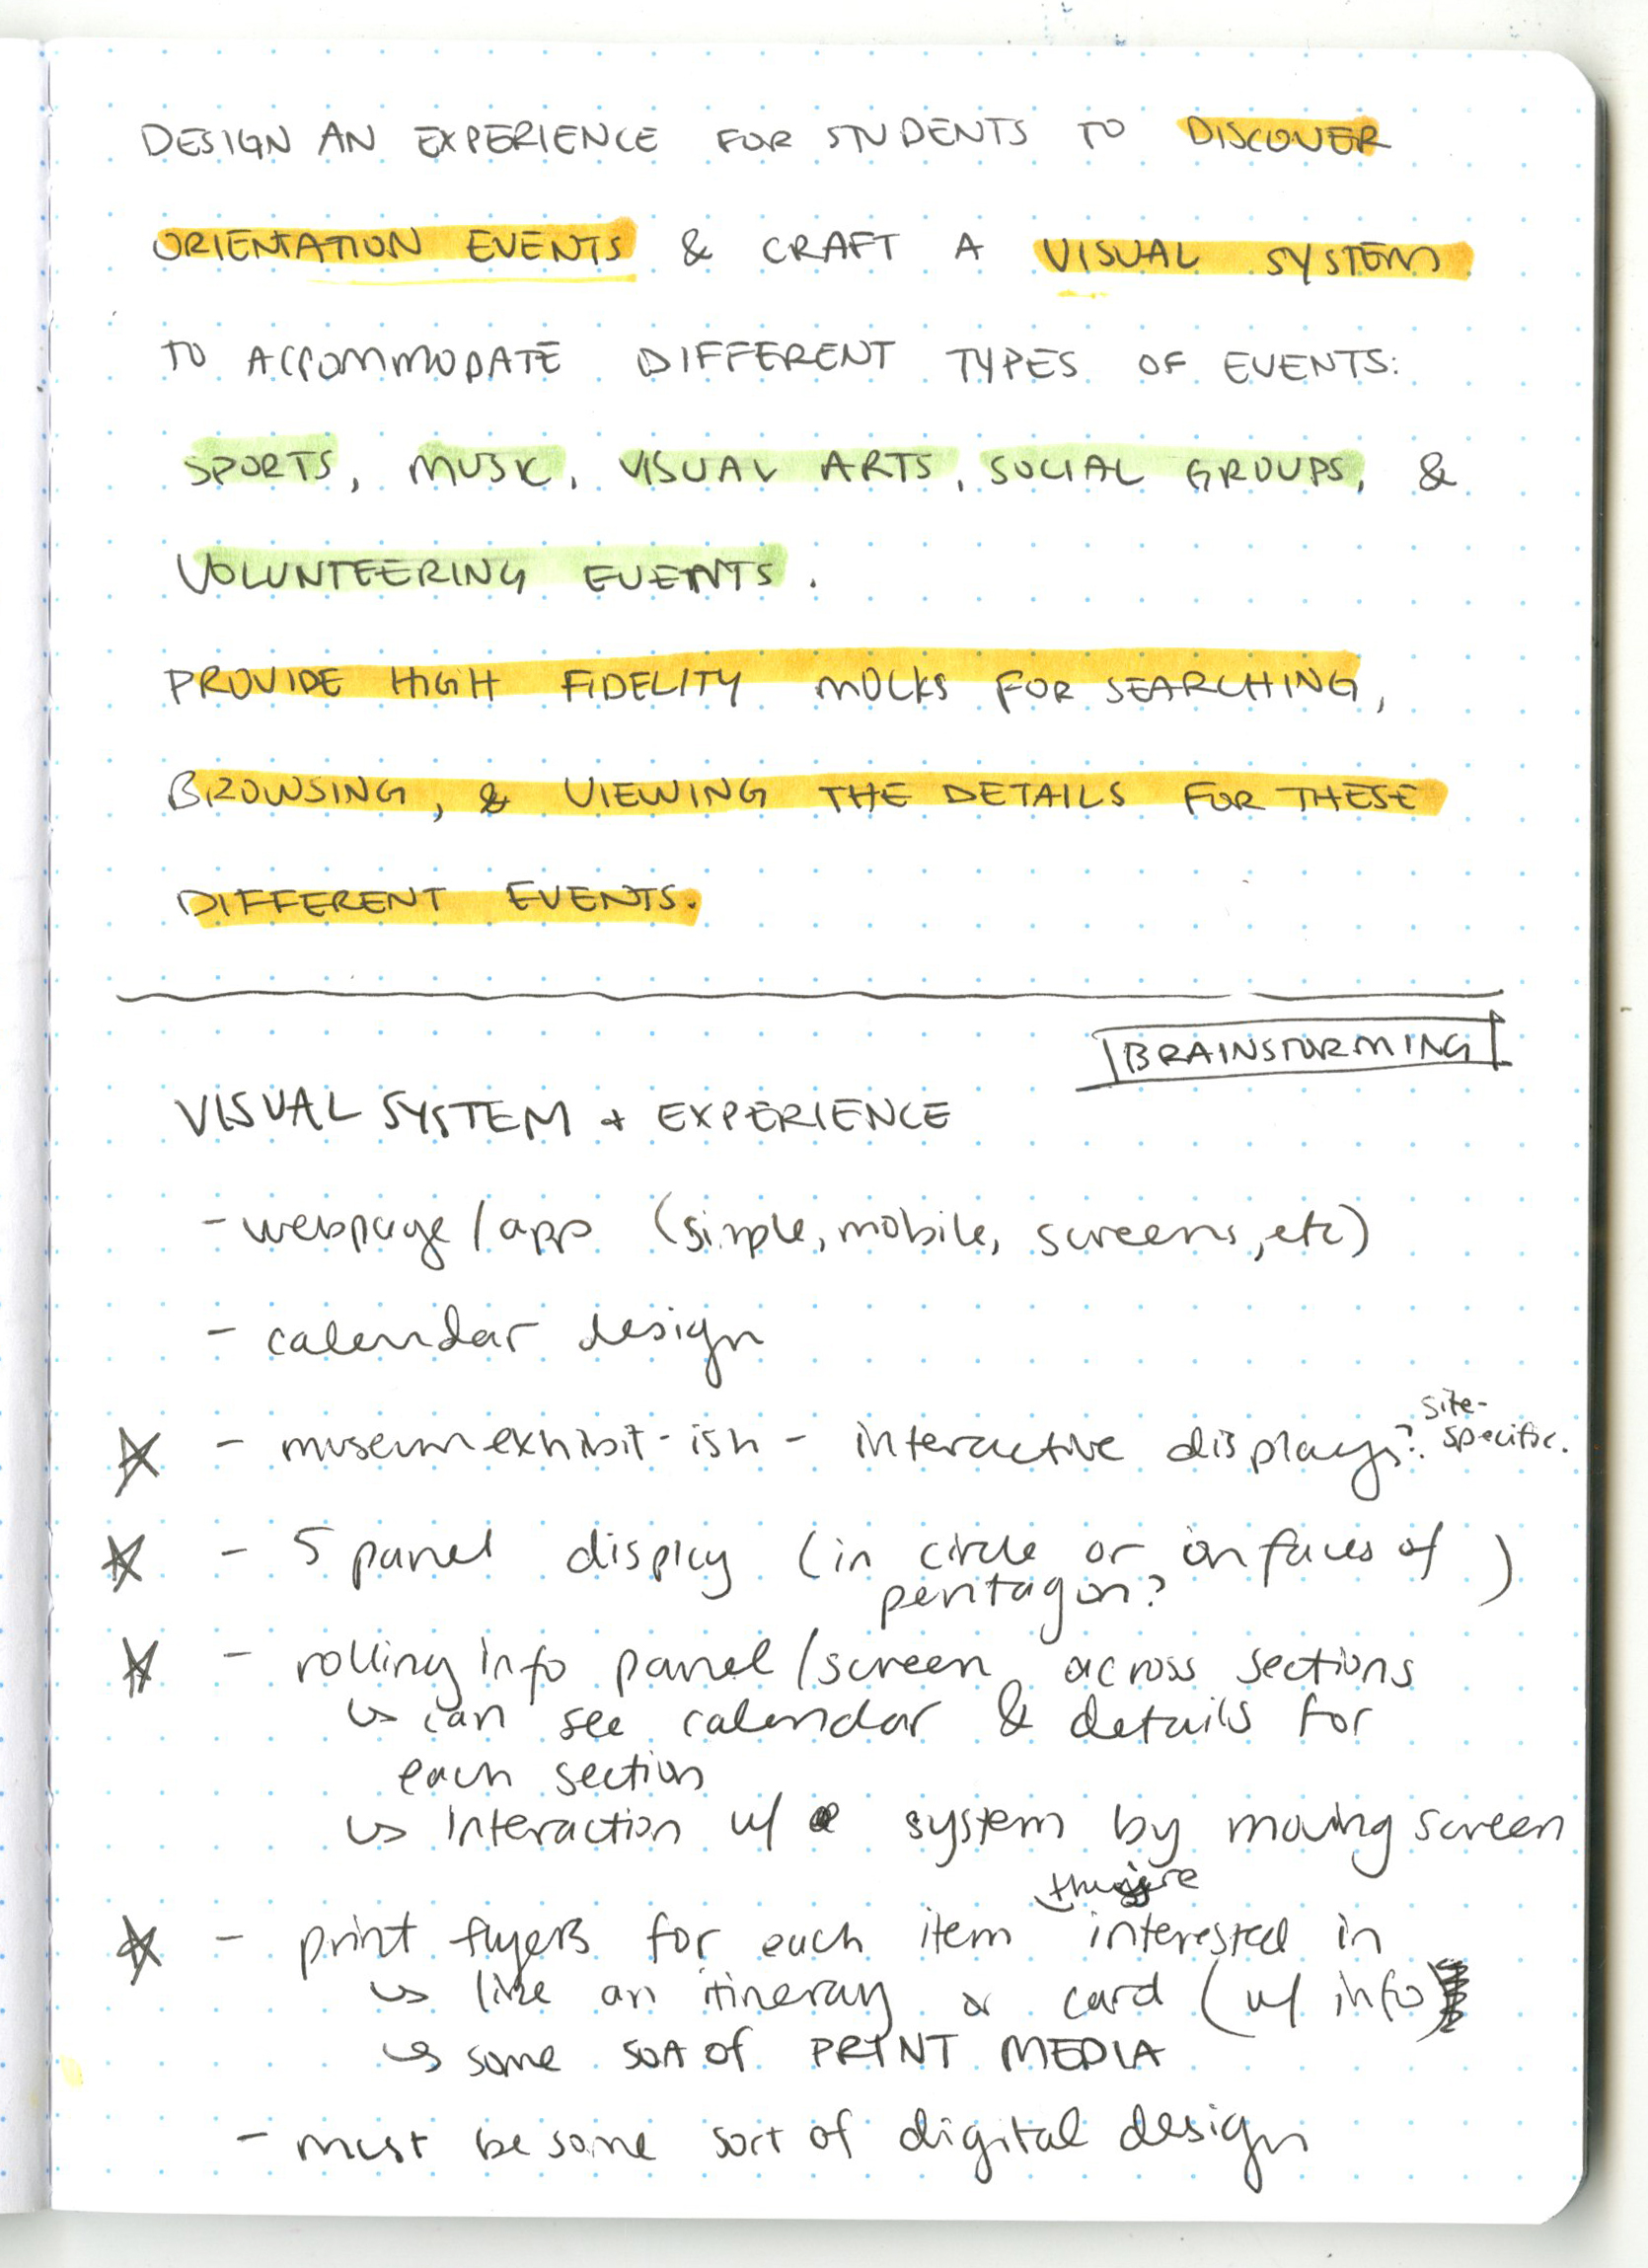 DESIGN AN EXPERIENCE FOR STUDENTS TO DISCOVER
ORIENTATION EVENTS & CRAFT A VISUAL SYSTEM
TO ACCOMMODATE DIFFERENT TYPES OF EVENTS:
SPORTS, MUSIC, VISUAL ARTS, SOCIAL GROUPS, &
VOLUNTEERING EVENTS.
PROVIDE HIGH FIDELITY MOCKS FOR SEARCHING,
BROWSING, & VIEWING THE DETAILS FOR THESE
DIFFERENT EVENTS.
BRAINSTORMING
VISUAL SYSTEM + EXPERIENCE
- webpage/app (simple, mobile, screens, etc)
- calendar design
- museum exhibit-ish - interactive displays? site-
specific.
- 5 panel display (in circle or on faces of )
pentagon?
- rolling info panel/screen across sections
↳ can see calendar & details for
each section
↳ Interaction w/ system by moving screen
they're
- print flyers for each item interested in
↳ like an itinerary or card (w/ info)
↳ some sort of PRINT MEDIA
- must be some sort of digital design